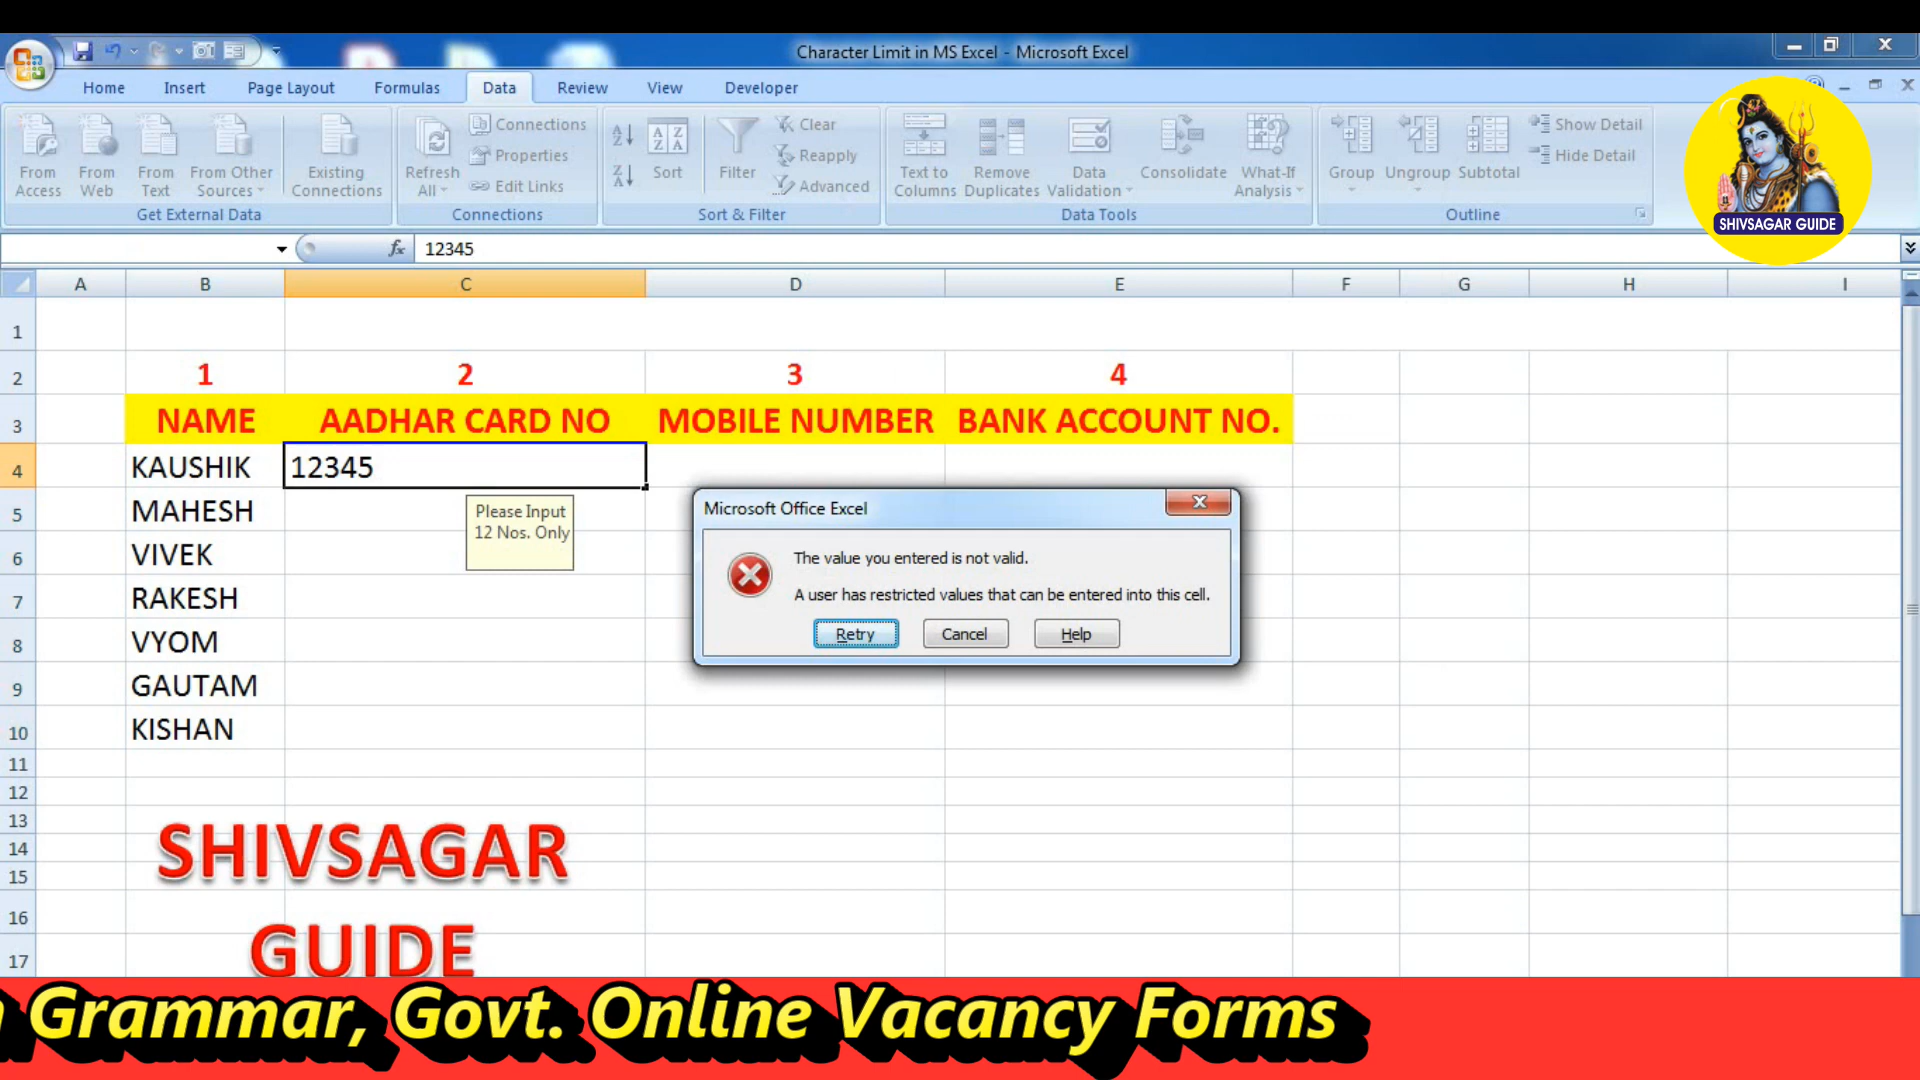 Character Limit in MS Excel - Microsoft Excel
Home Insert Page Layout Formulas Data Review View Developer
From Access
From Web
From Text
From Other Sources
Existing Connections
Get External Data
Refresh All
Connections
Properties
Edit Links
Connections
Sort
Filter
Clear
Reapply
Advanced
Sort & Filter
Text to Columns
Remove Duplicates
Data Validation
Consolidate
What-If Analysis
Data Tools
Group
Ungroup
Subtotal
Show Detail
Hide Detail
Outline
SHIVSAGAR GUIDE
fx 12345
A B C D E F G H I
1
2 1 2 3 4
3 NAME AADHAR CARD NO MOBILE NUMBER BANK ACCOUNT NO.
4 KAUSHIK 12345
5 MAHESH
6 VIVEK
7 RAKESH
8 VYOM
9 GAUTAM
10 KISHAN
11
12
13
14
15
16
17
Please Input
12 Nos. Only
Microsoft Office Excel
The value you entered is not valid.
A user has restricted values that can be entered into this cell.
Retry Cancel Help
SHIVSAGAR
GUIDE
Grammar, Govt. Online Vacancy Forms